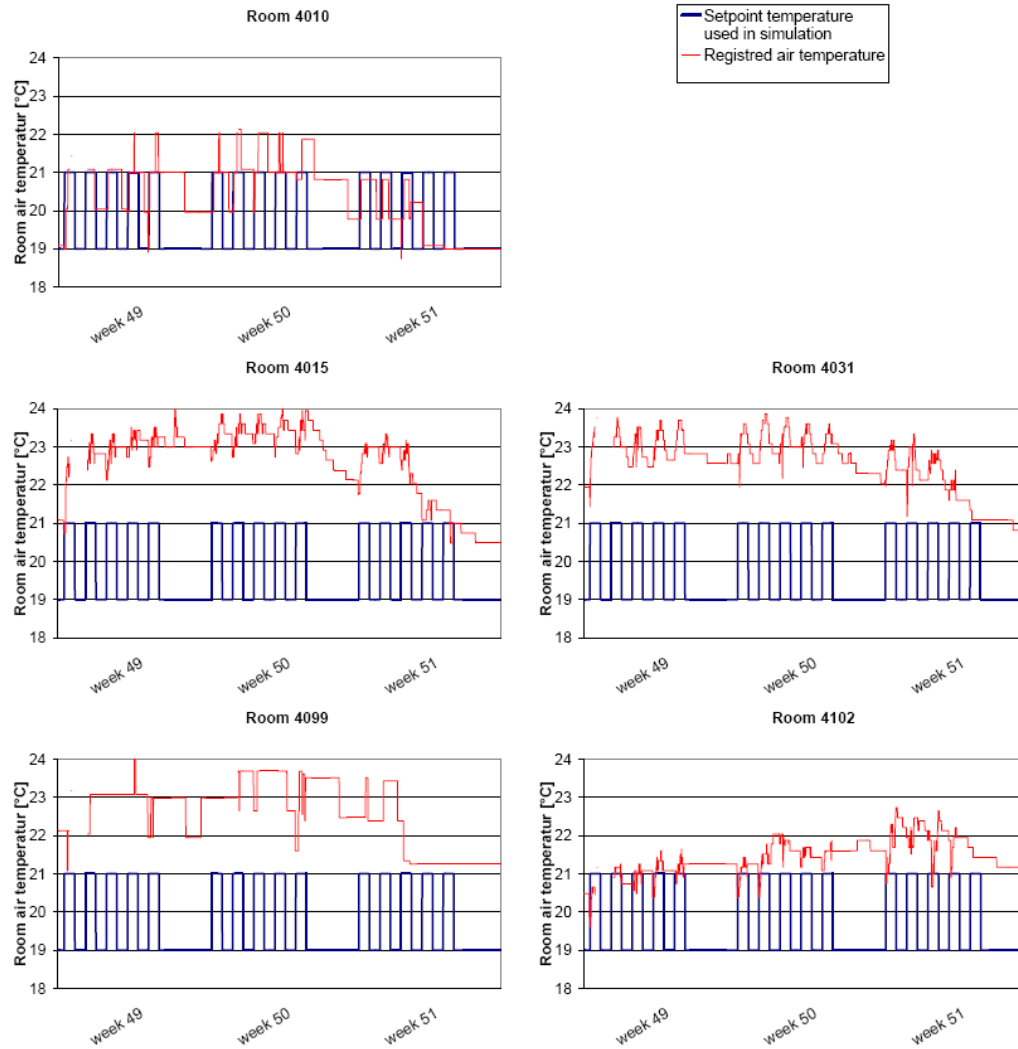 Room 4010
Setpoint temperature
used in simulation
Registred air temperature
Room air temperatur [°C]
24
23
22
21
20
19
18
week 49
week 50
week 51
Room 4015
Room air temperatur [°C]
24
23
22
21
20
19
18
week 49
week 50
week 51
Room 4031
Room air temperatur [°C]
24
23
22
21
20
19
18
week 49
week 50
week 51
Room 4099
Room air temperatur [°C]
24
23
22
21
20
19
18
week 49
week 50
week 51
Room 4102
Room air temperatur [°C]
24
23
22
21
20
19
18
week 49
week 50
week 51